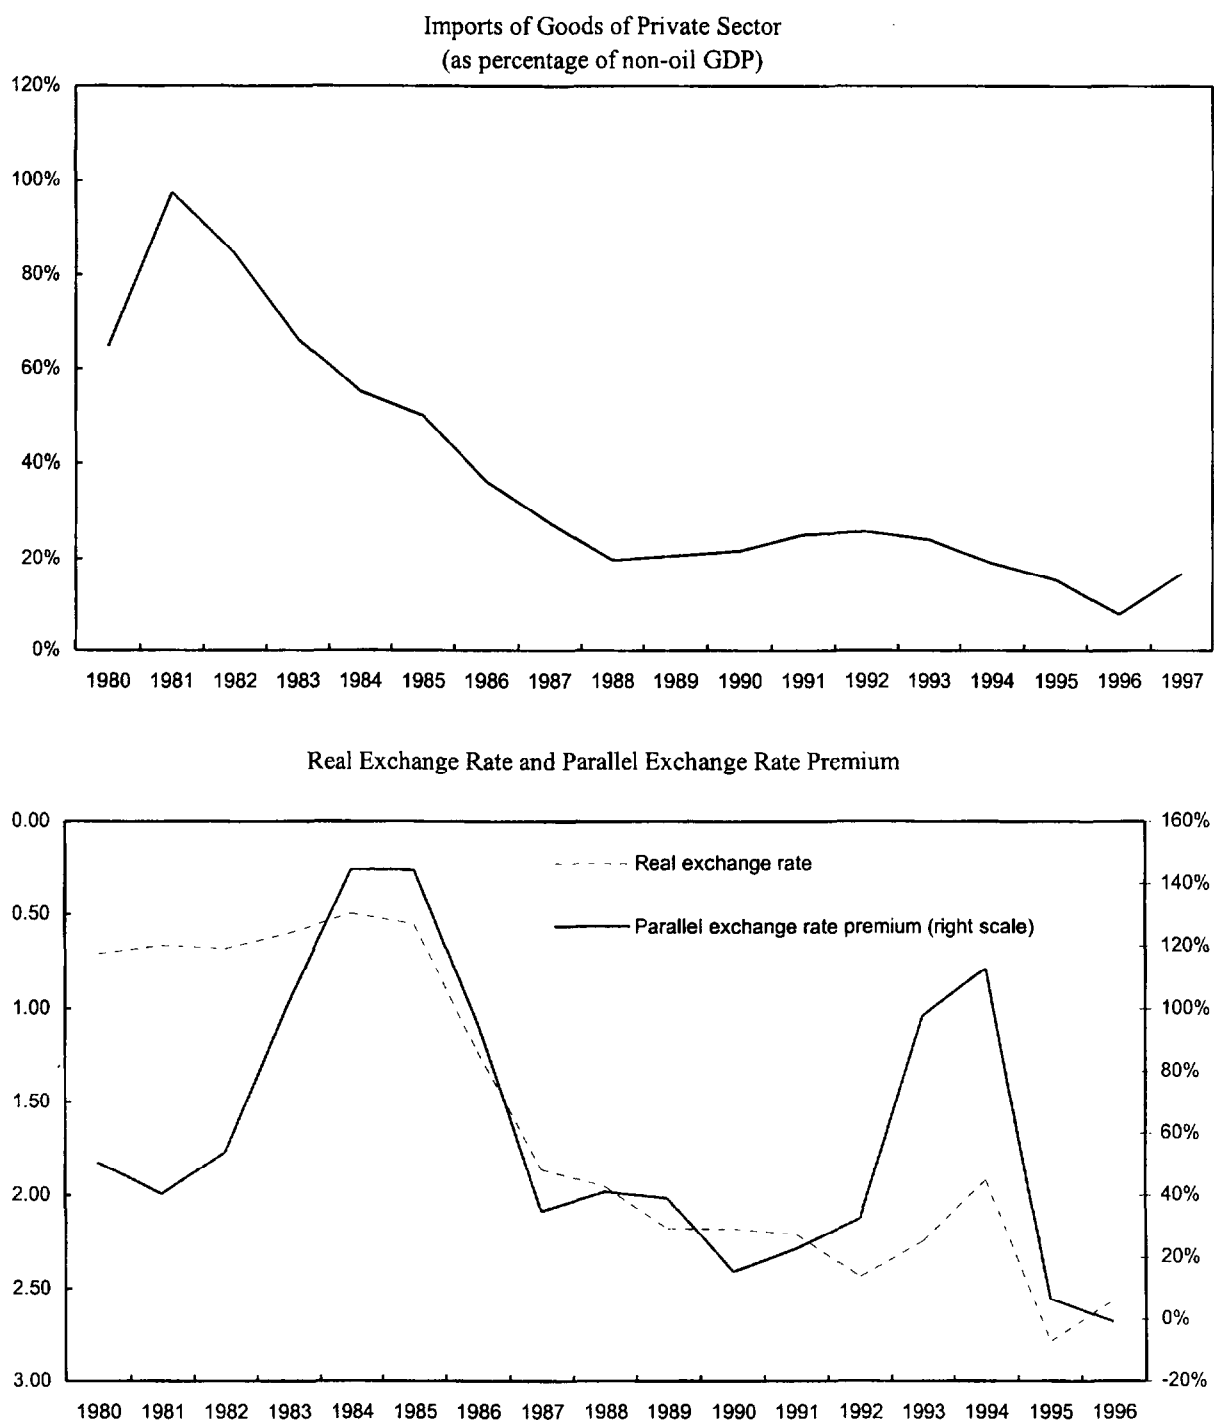 Imports of Goods of Private Sector
(as percentage of non-oil GDP)
120%
100%
80%
60%
40%
20%
0%
1980 1981 1982 1983 1984 1985 1986 1987 1988 1989 1990 1991 1992 1993 1994 1995 1996 1997
Real Exchange Rate and Parallel Exchange Rate Premium
0.00 160%
Real exchange rate
140%
0.50
Parallel exchange rate premium (right scale)
120%
1.00 100%
80%
1.50
60%
2.00 40%
20%
2.50
0%
3.00 -20%
1980 1981 1982 1983 1984 1985 1986 1987 1988 1989 1990 1991 1992 1993 1994 1995 1996